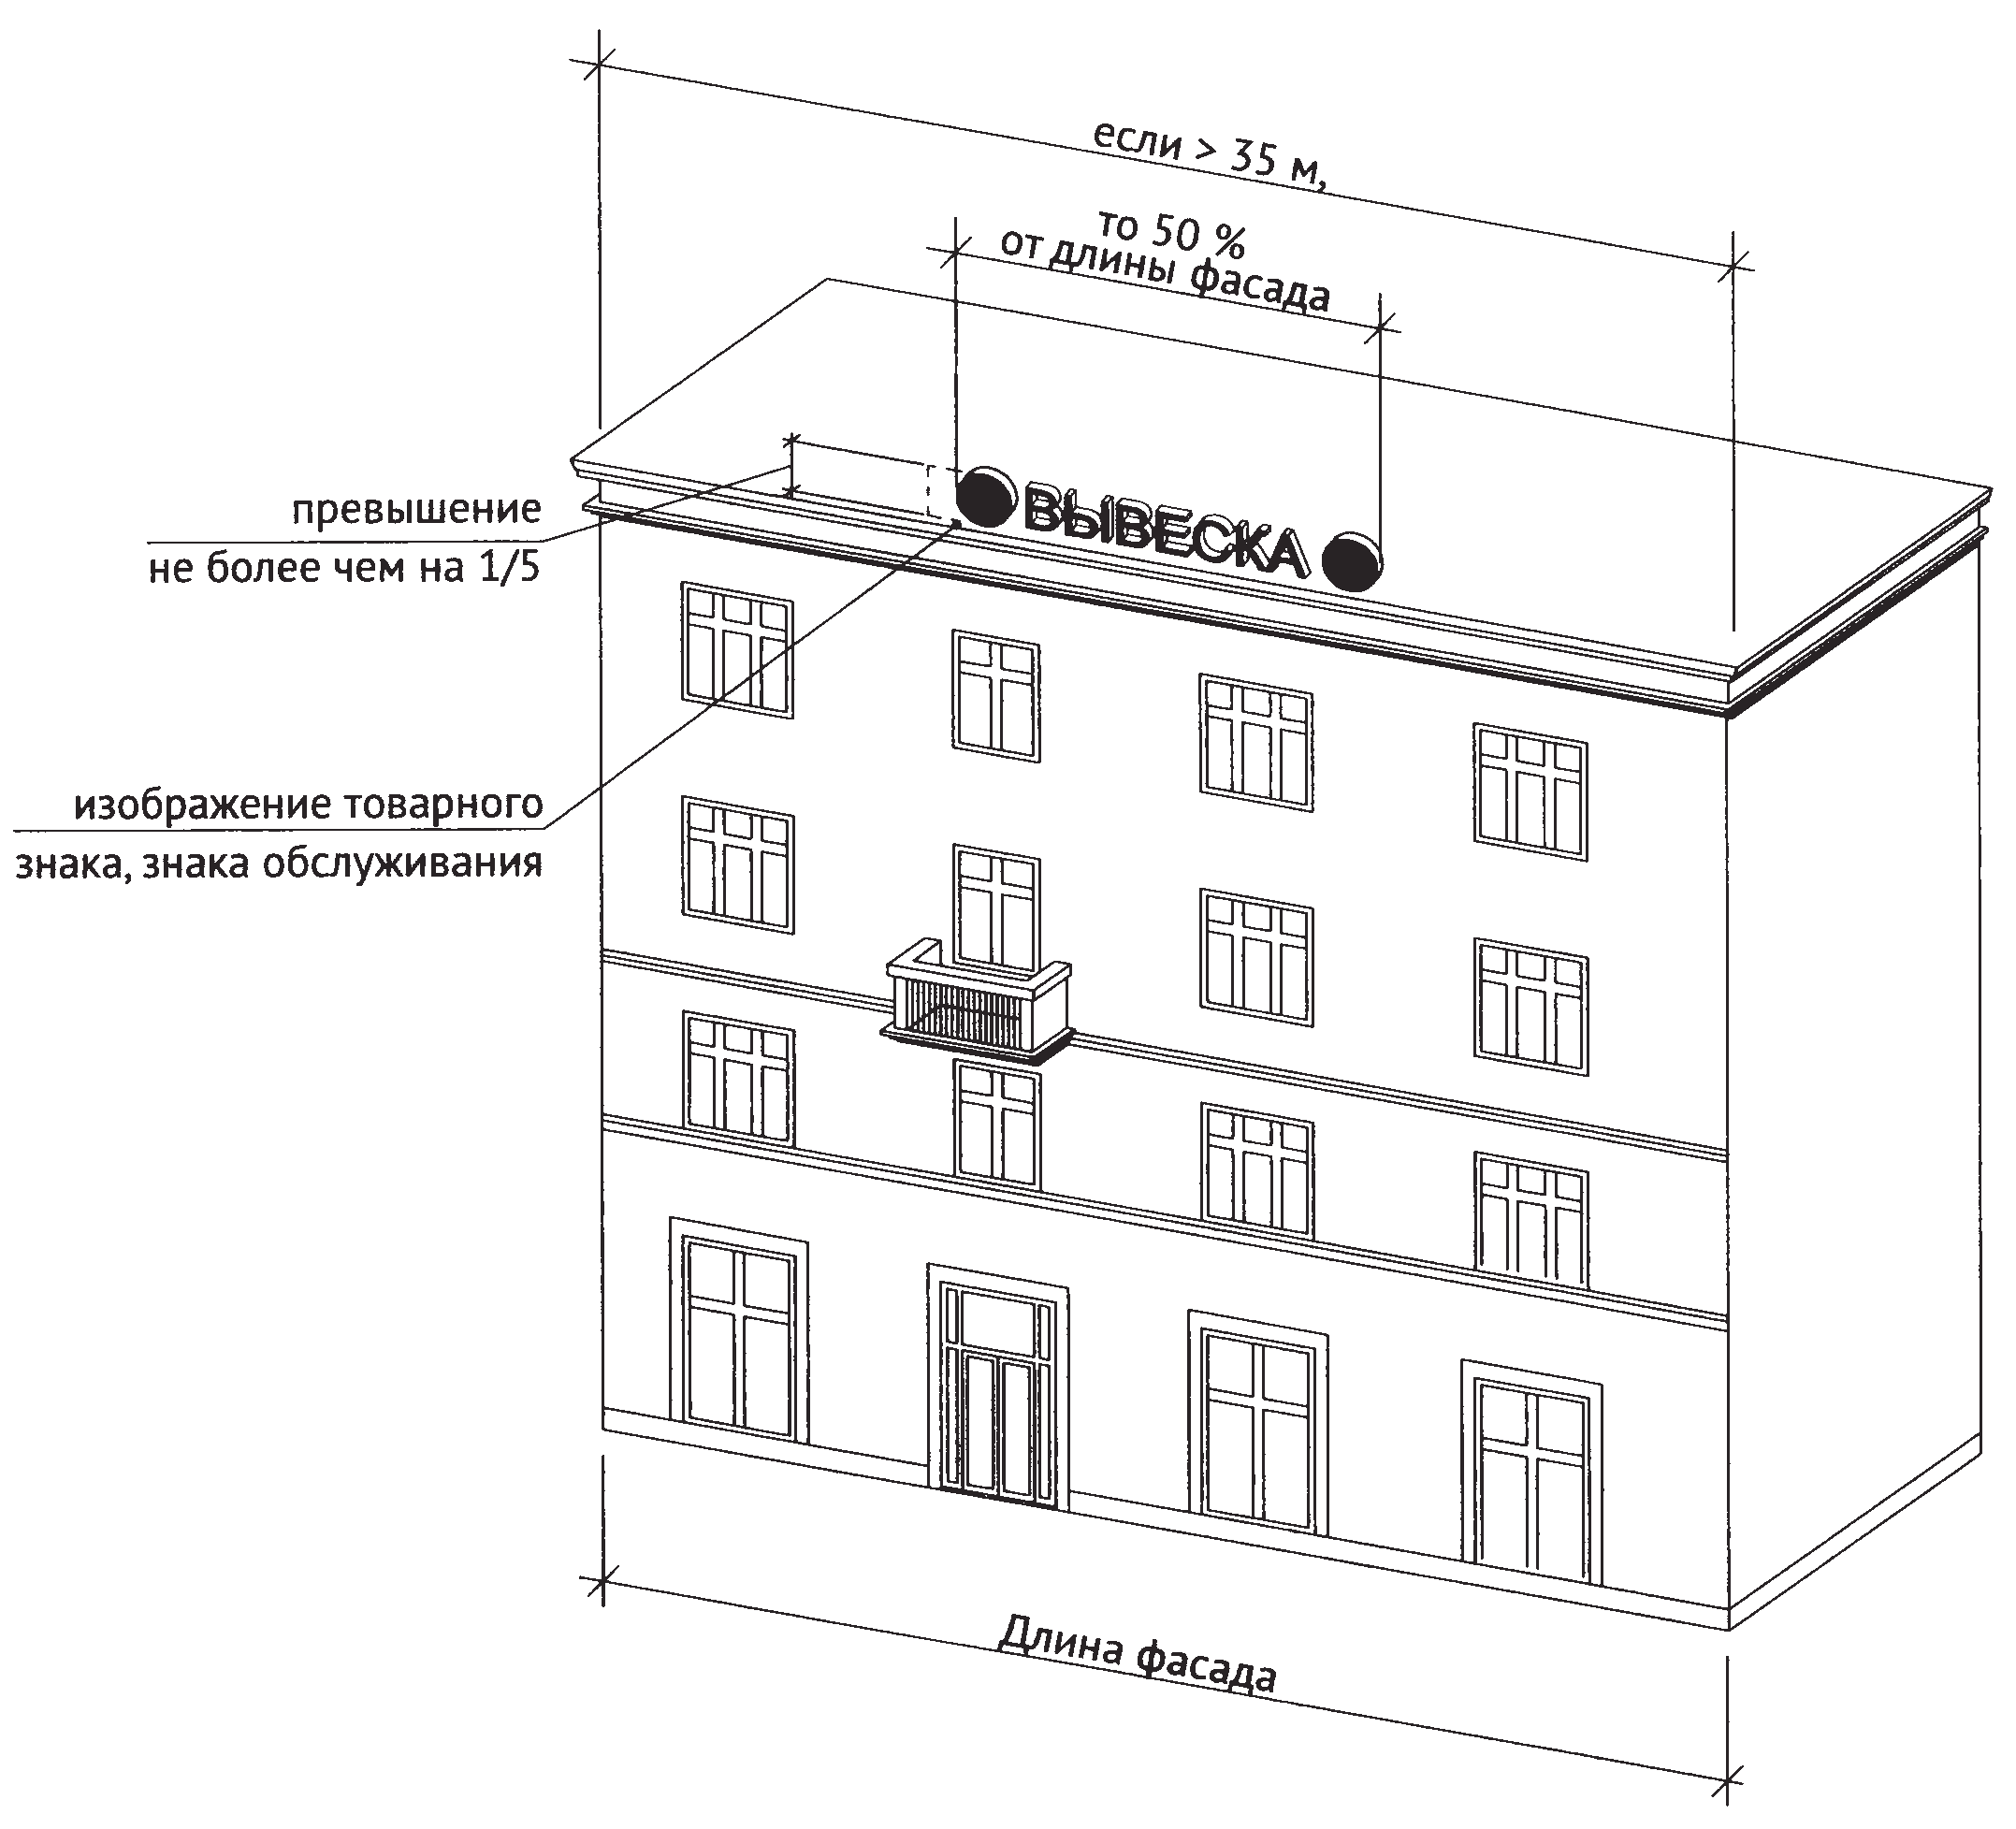 если > 35 м,
то 50 %
от длины фасада
ВЫВЕСКА
превышение
не более чем на 1/5
изображение товарного
знака, знака обслуживания
Длина фасада